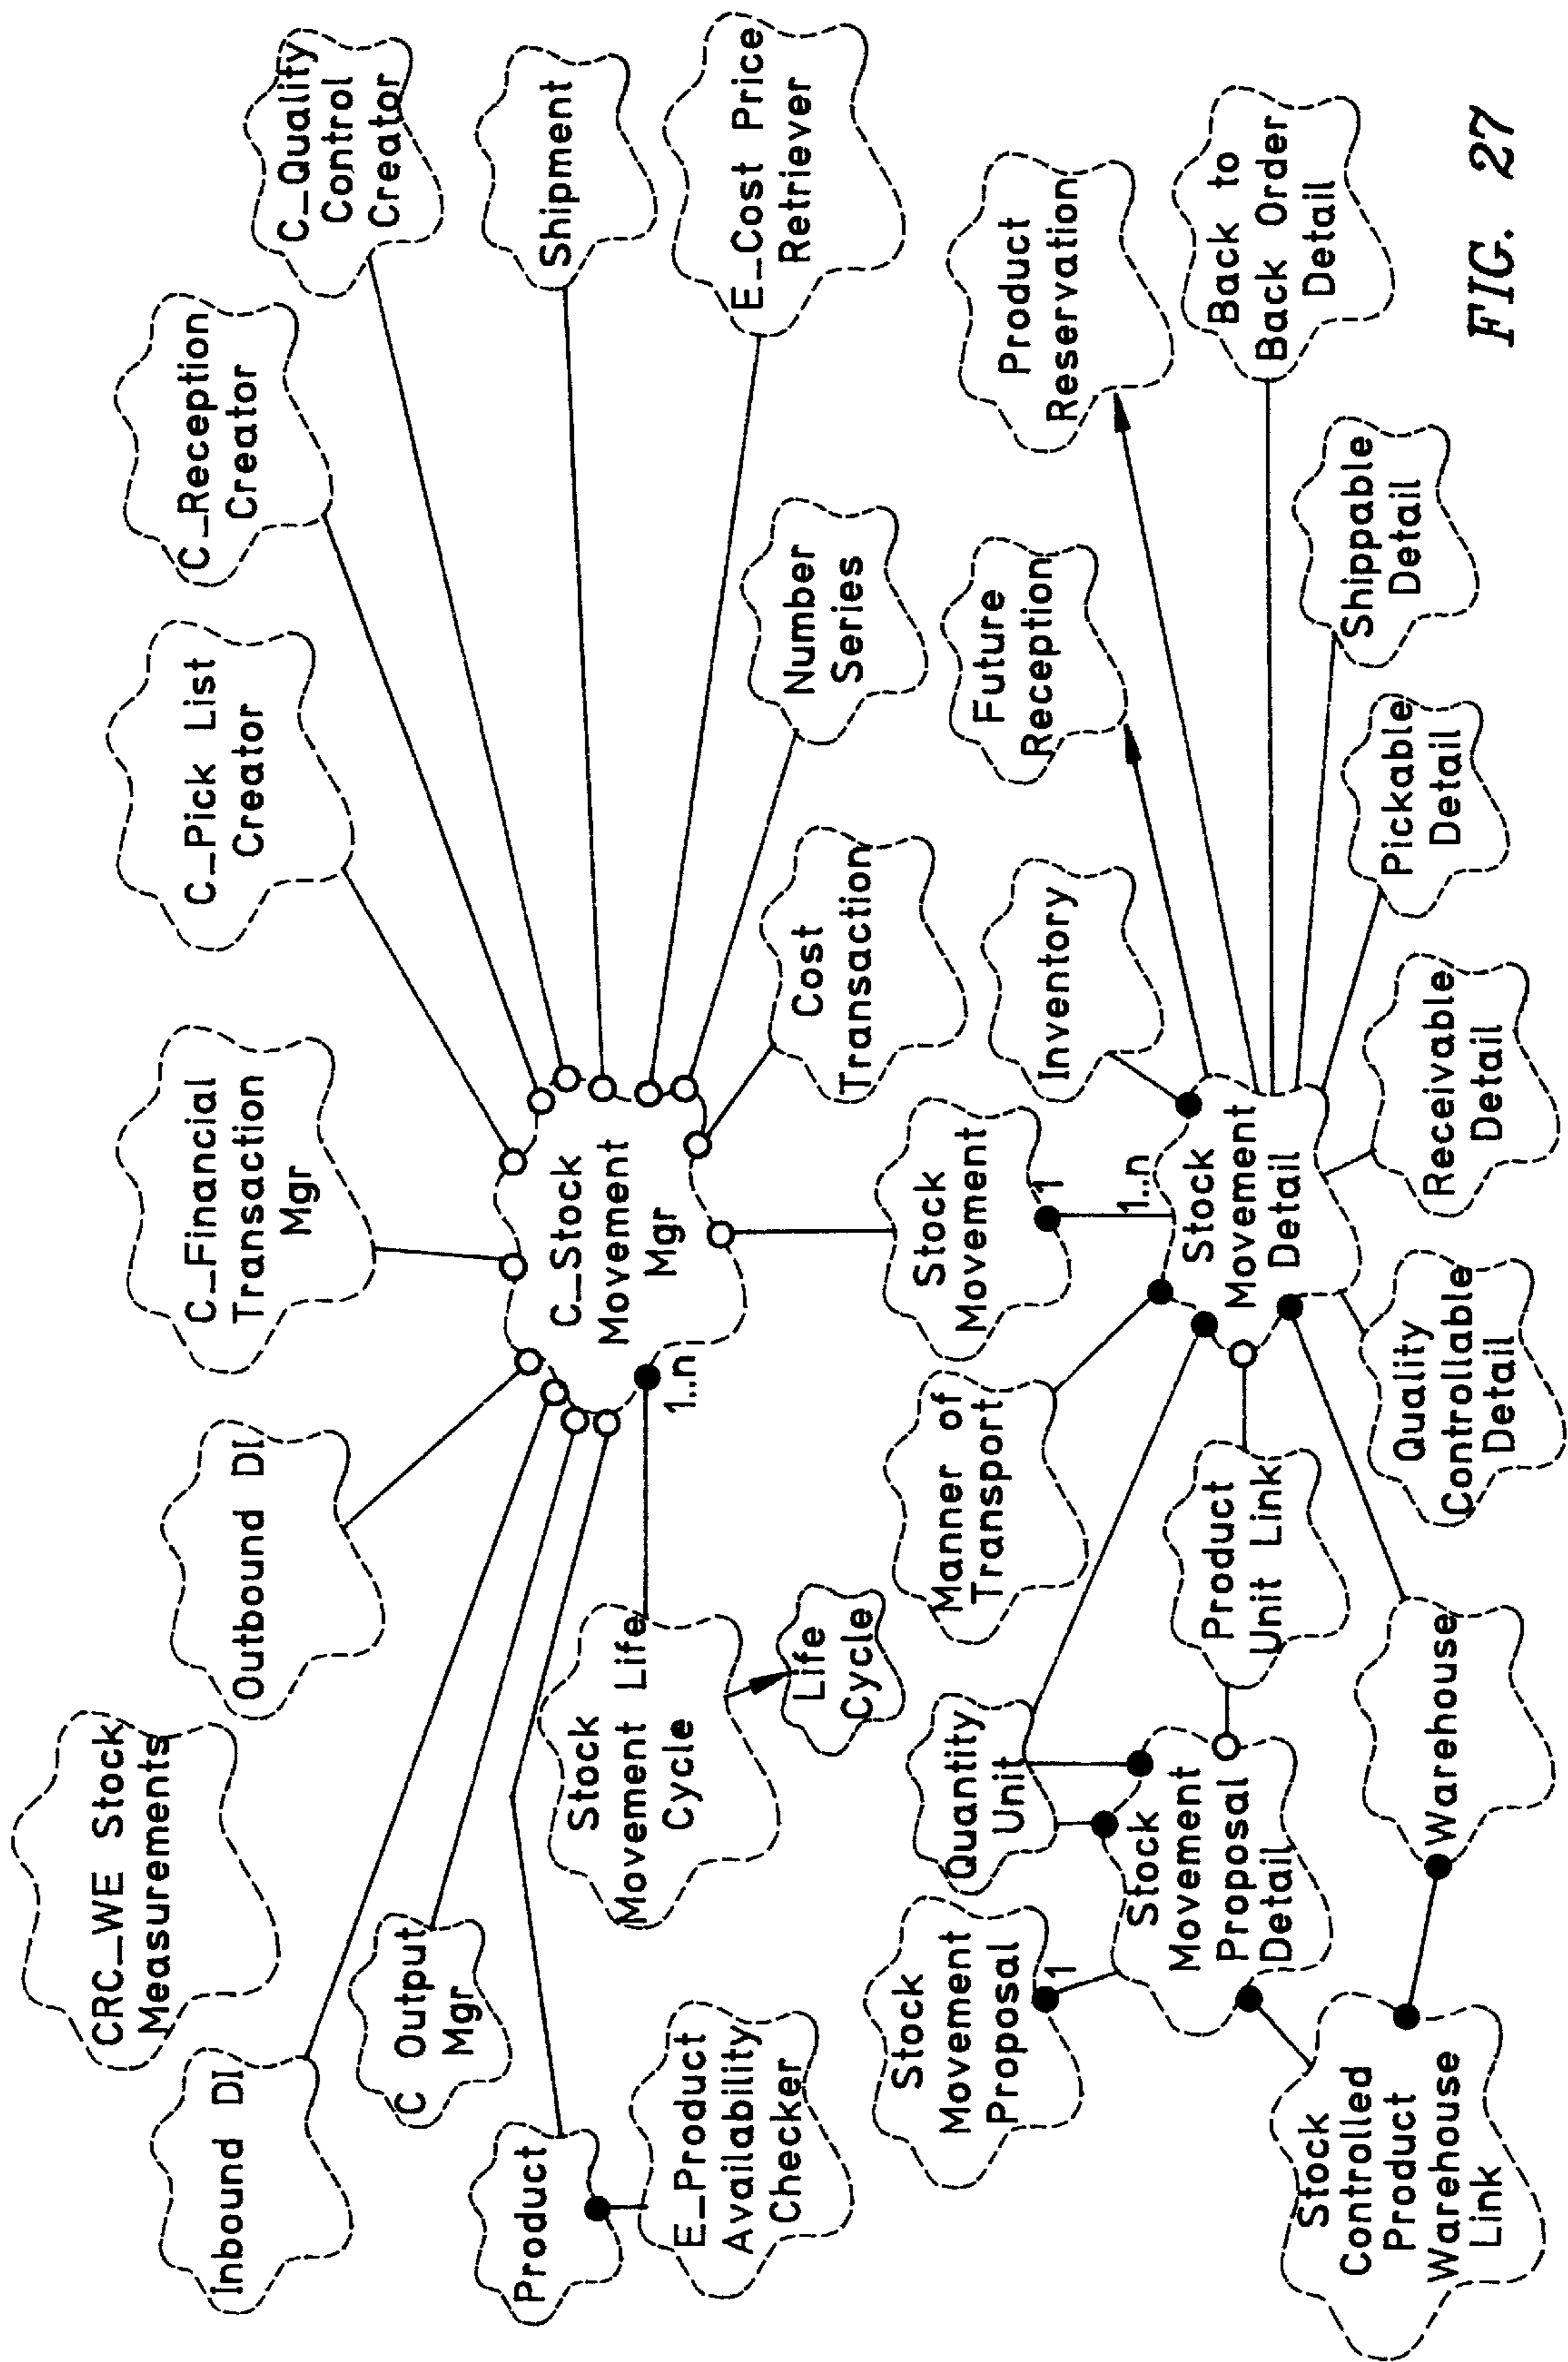 CRC_WE Stock
Measurements
Inbound DI
Outbound DI
C_Financial
Transaction
Mgr
C_Pick List
Creator
C_Reception
Creator
C_Quality
Control
Creator
C Output
Mgr
Product
E_Product
Availability
Checker
Stock
Movement Life
Cycle
Life
Cycle
1..n
C_Stock
Movement
Mgr
Shipment
E_Cost Price
Retriever
Number
Series
Cost
Transaction
Stock
Movement
Proposal
1
Quantity
Unit
Manner of
Transport
Stock
Movement
1
1..n
Inventory
Future
Reception
Product
Reservation
Stock
Movement
Proposal
Detail
Product
Unit Link
Stock
Movement
Detail
Back to
Back Order
Detail
Stock
Controlled
Product
Warehouse
Link
Warehouse
Quality
Controllable
Detail
Receivable
Detail
Pickable
Detail
Shippable
Detail
FIG. 27